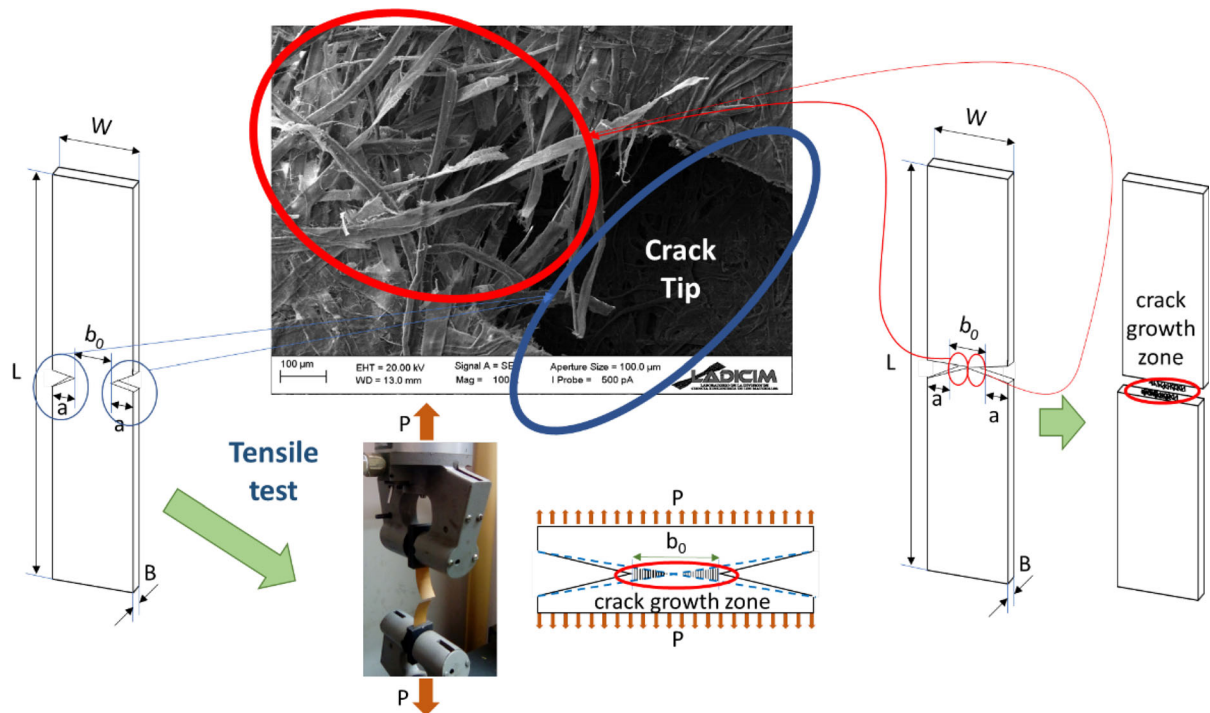 W
b0
L
a
a
B
Crack
Tip
100 µm
EHT = 20.00 kV
WD = 13.0 mm
Signal A = SE
Mag = 100
Aperture Size = 100.0 µm
I Probe = 500 pA
LADICIM
Tensile
test
P
P
P
b0
crack growth zone
P
W
L
b0
a
a
B
crack
growth
zone